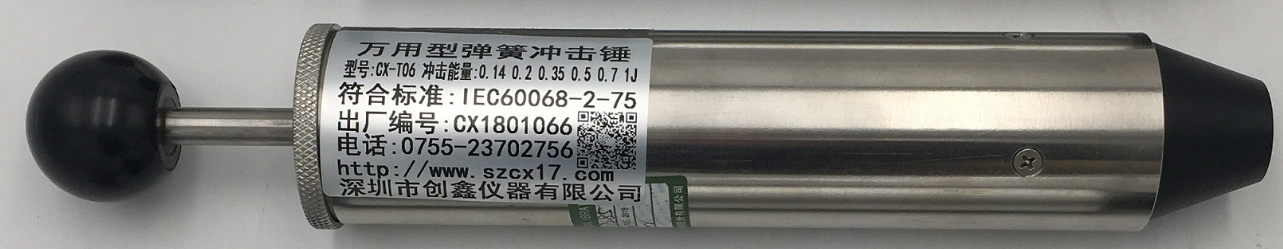 万用型弹簧冲击锤
型号:CX-T06 冲击能量:0.14 0.2 0.35 0.5 0.7 1J
符合标准:IEC60068-2-75
出厂编号:CX1801066
电话:0755-23702756
http://www.szcx17.com
深圳市创鑫仪器有限公司